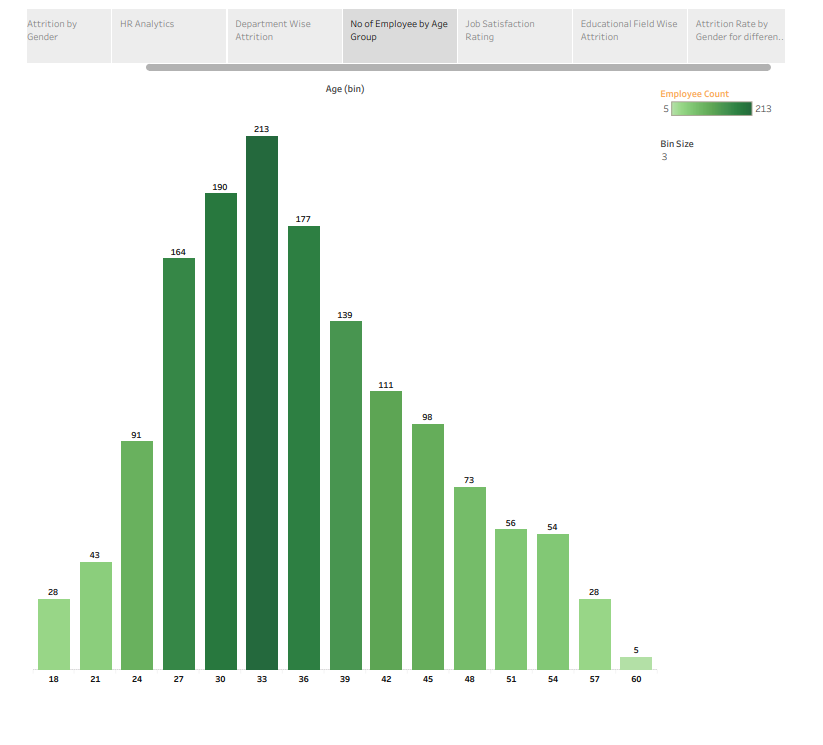 Attrition by
Gender
HR Analytics
Department Wise
Attrition
No of Employee by Age
Group
Job Satisfaction
Rating
Educational Field Wise
Attrition
Attrition Rate by
Gender for differen..
Age (bin)
Employee Count
5 213
Bin Size
3
28
43
91
164
190
213
177
139
111
98
73
56
54
28
5
18 21 24 27 30 33 36 39 42 45 48 51 54 57 60